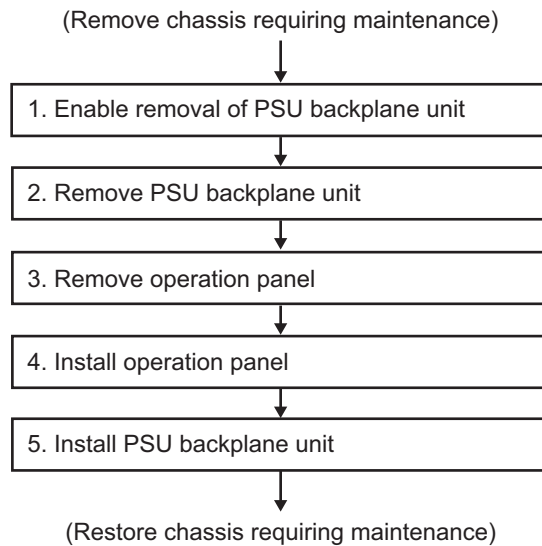 (Remove chassis requiring maintenance)
1. Enable removal of PSU backplane unit
2. Remove PSU backplane unit
3. Remove operation panel
4. Install operation panel
5. Install PSU backplane unit
(Restore chassis requiring maintenance)